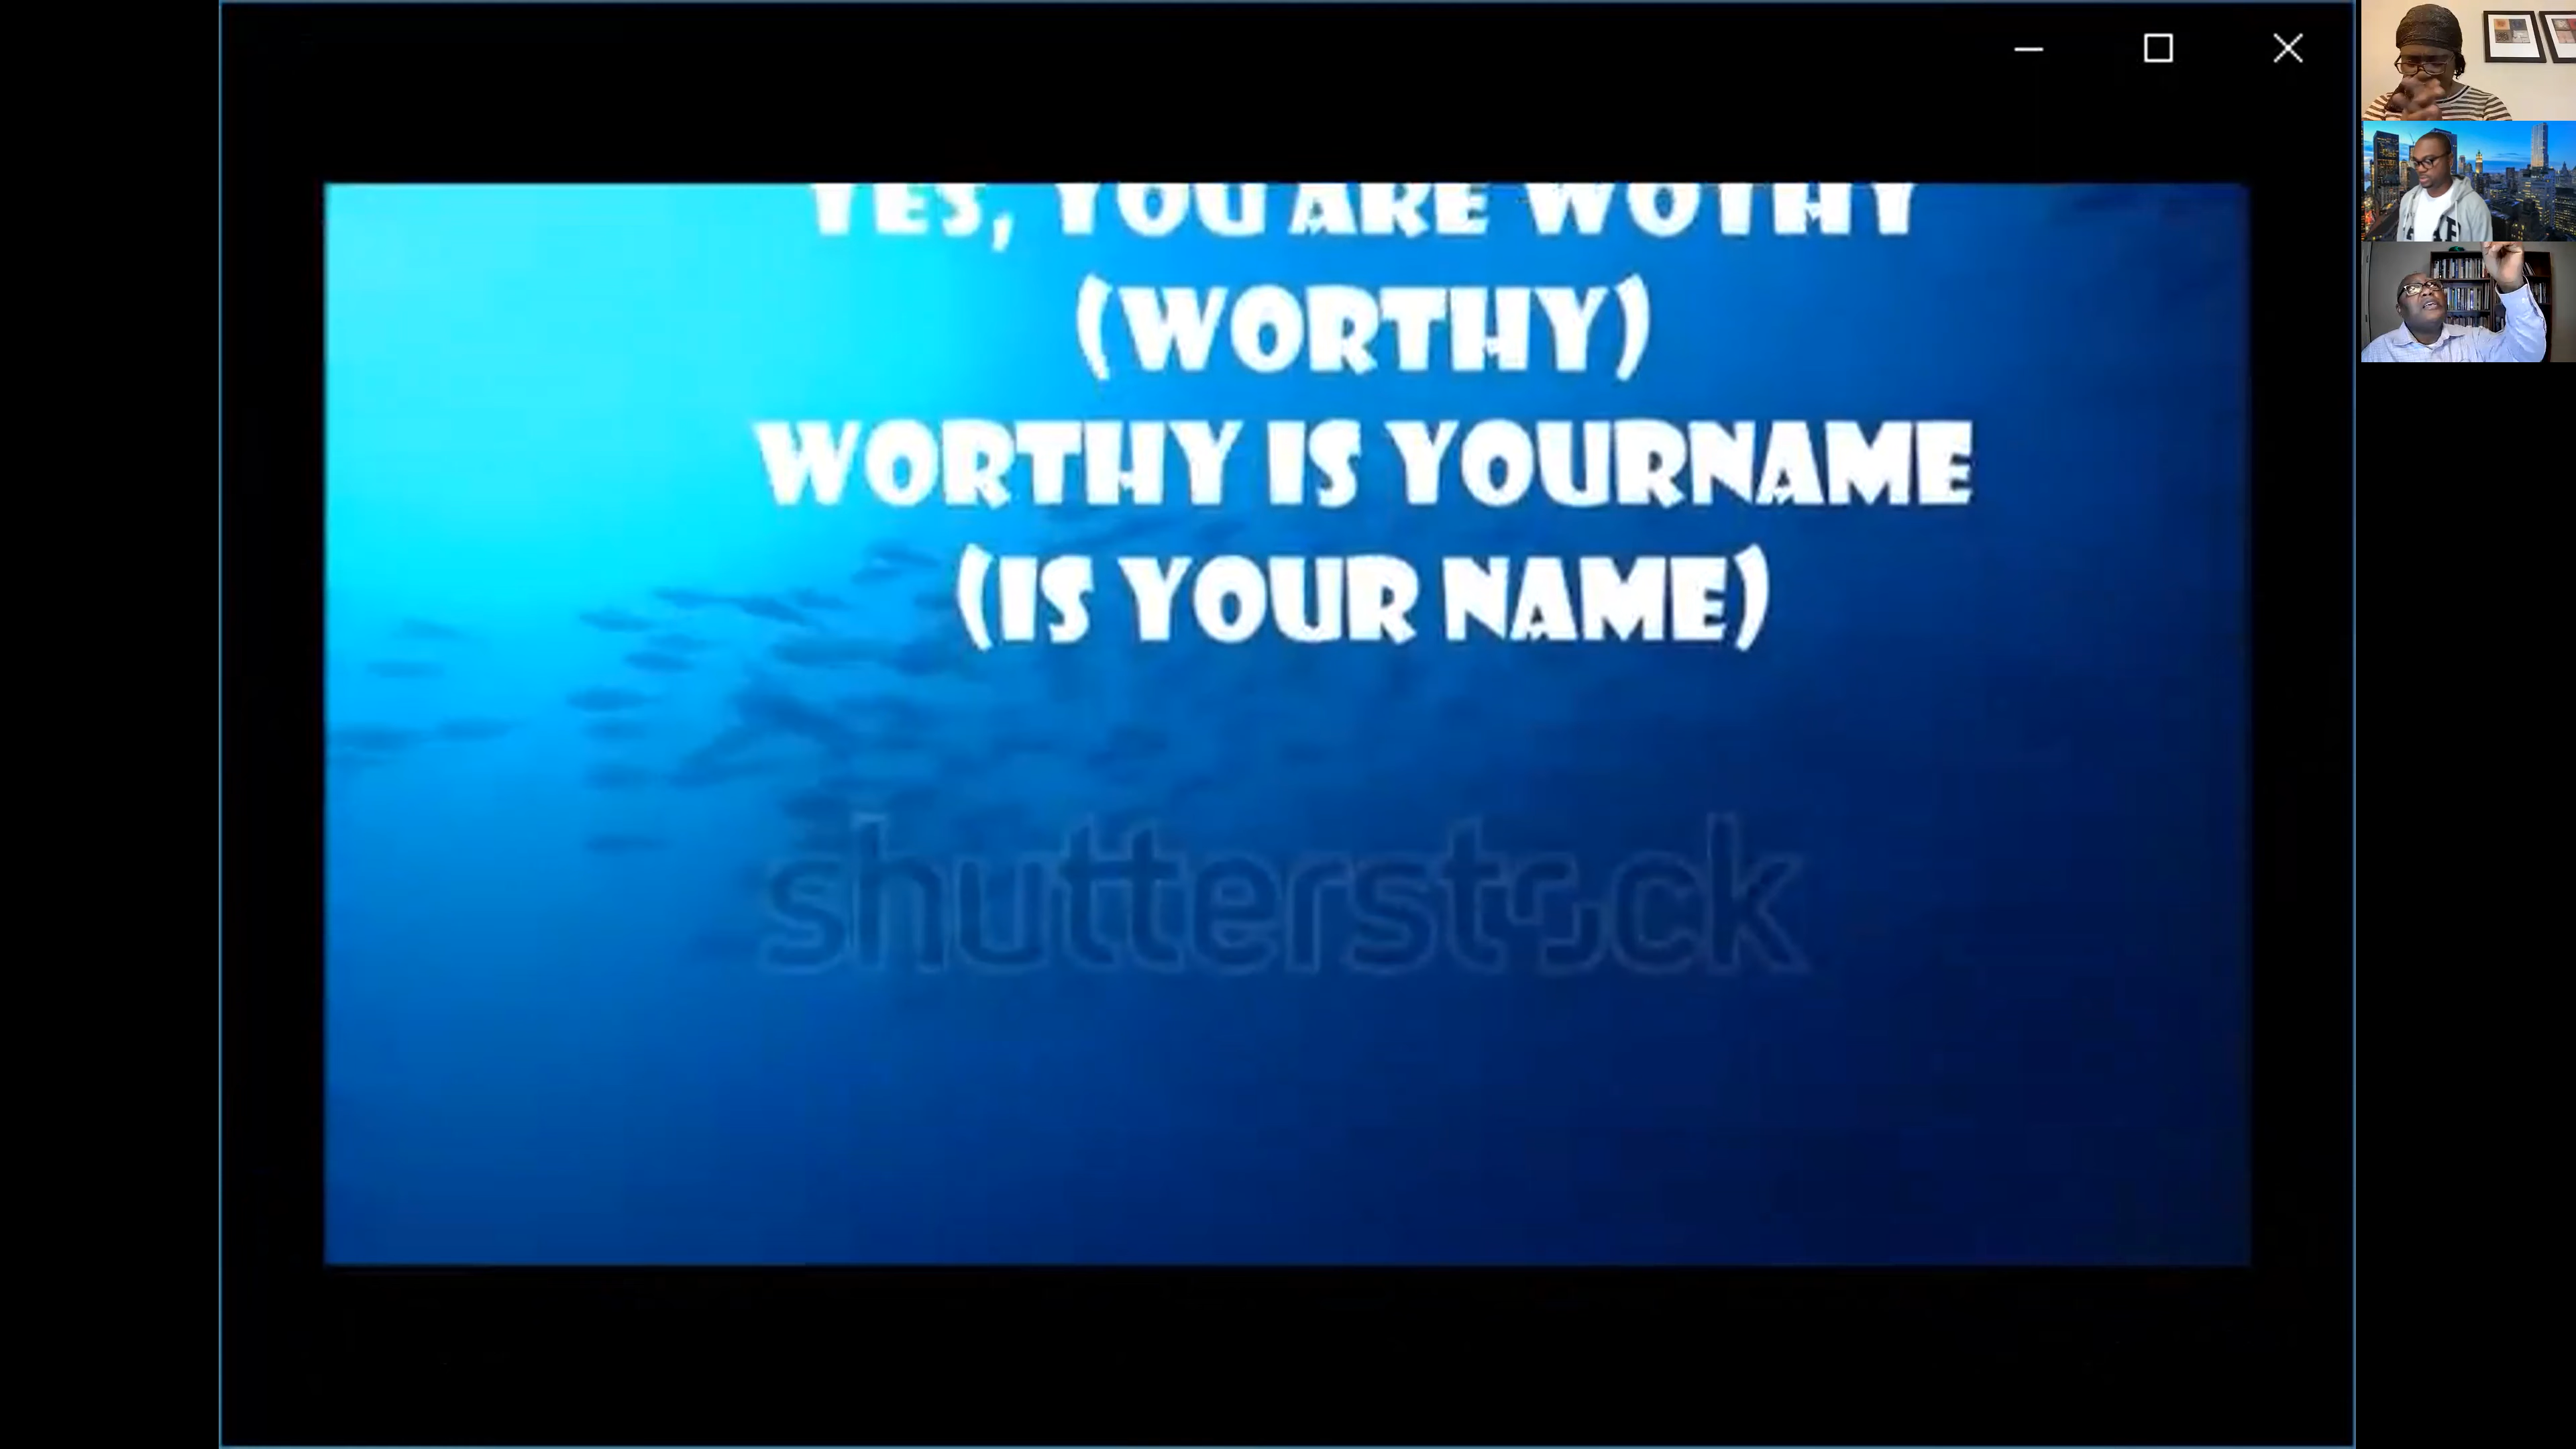 YES, YOU ARE WOTHY
(WORTHY)
WORTHY IS YOURNAME
(IS YOUR NAME)
shutterstock